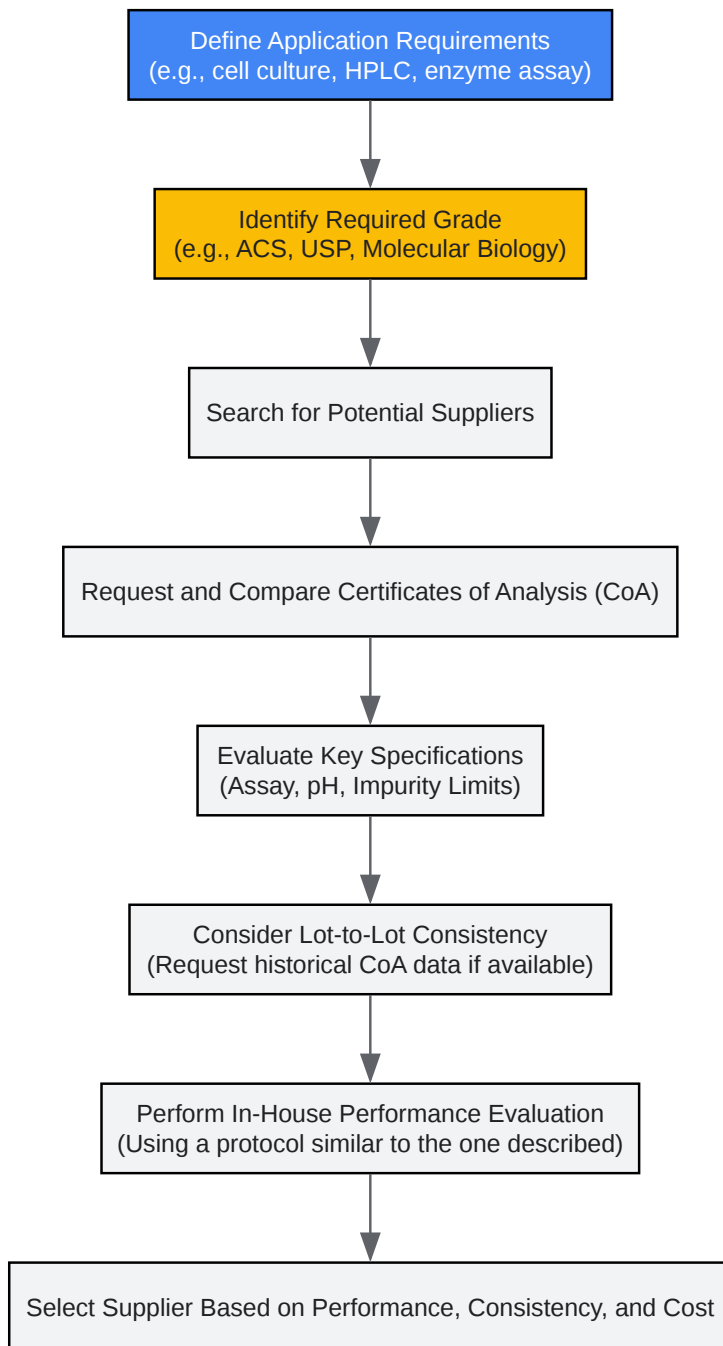 Define Application Requirements
(e.g., cell culture, HPLC, enzyme assay)
Identify Required Grade
(e.g., ACS, USP, Molecular Biology)
Search for Potential Suppliers
Request and Compare Certificates of Analysis (CoA)
Evaluate Key Specifications
(Assay, pH, Impurity Limits)
Consider Lot-to-Lot Consistency
(Request historical CoA data if available)
Perform In-House Performance Evaluation
(Using a protocol similar to the one described)
Select Supplier Based on Performance, Consistency, and Cost